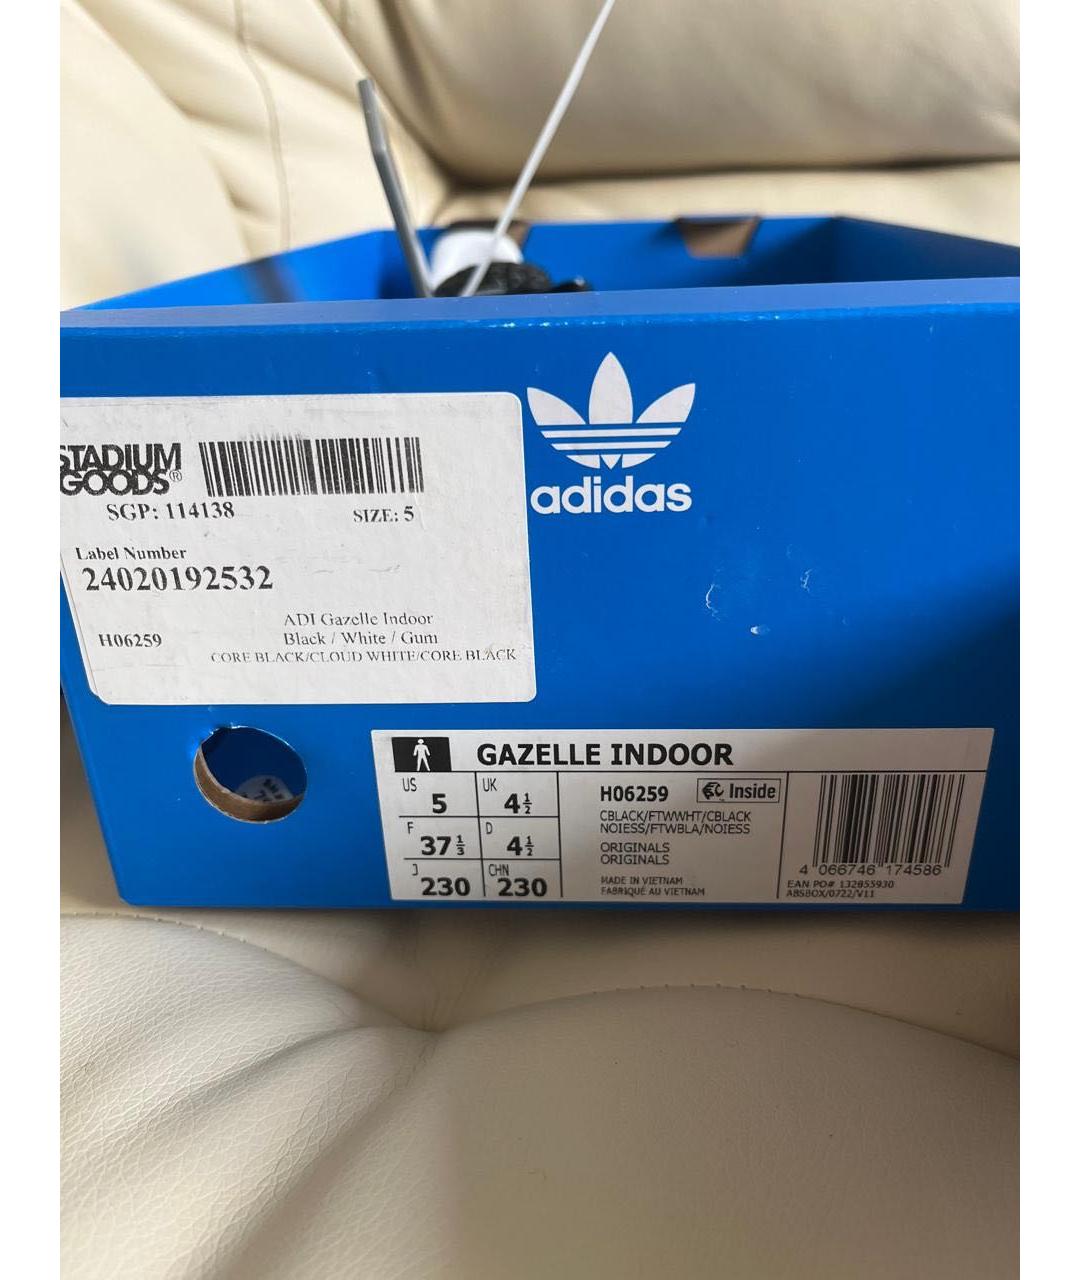 adidas
STADIUM
GOODS®
SGP: 114138
SIZE: 5
Label Number
24020192532
ADI Gazelle Indoor
H06259
Black / White / Gum
CORE BLACK/CLOUD WHITE/CORE BLACK
GAZELLE INDOOR
US 5
UK 4½
F 37⅓
D 4½
J 230
CHN 230
H06259
Inside
CBLACK/FTWWHT/CBLACK
NOIESS/FTWBLA/NOIESS
ORIGINALS
ORIGINALS
MADE IN VIETNAM
FABRIQUÉ AU VIETNAM
4 066746 174586
EAN PO# 132855930
ABSBOX/0722/V11